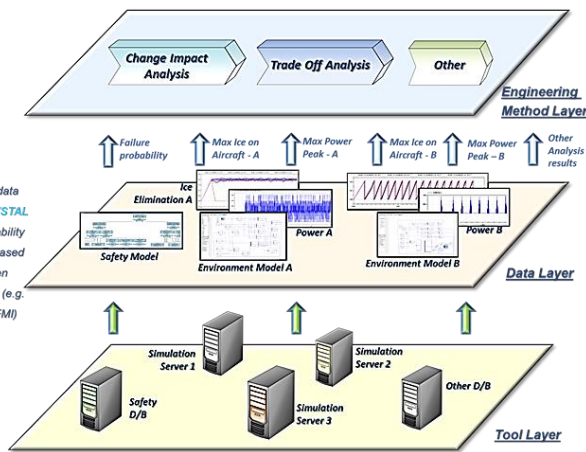 Change Impact
Analysis
Trade Off Analysis
Other
Engineering
Method Layer
Failure
probability
Max Ice on
Aircraft - A
Max Power
Peak - A
Max Ice on
Aircraft - B
Max Power
Peak – B
Other
Analysis
results
data
STAL
bility
ased
en
(e.g.
FMI)
Ice
Elimination A
Safety Model
Power A
Environment Model A
Power B
Environment Model B
Data Layer
Simulation
Server 1
Simulation
Server 2
Safety
D/B
Simulation
Server 3
Other D/B
Tool Layer